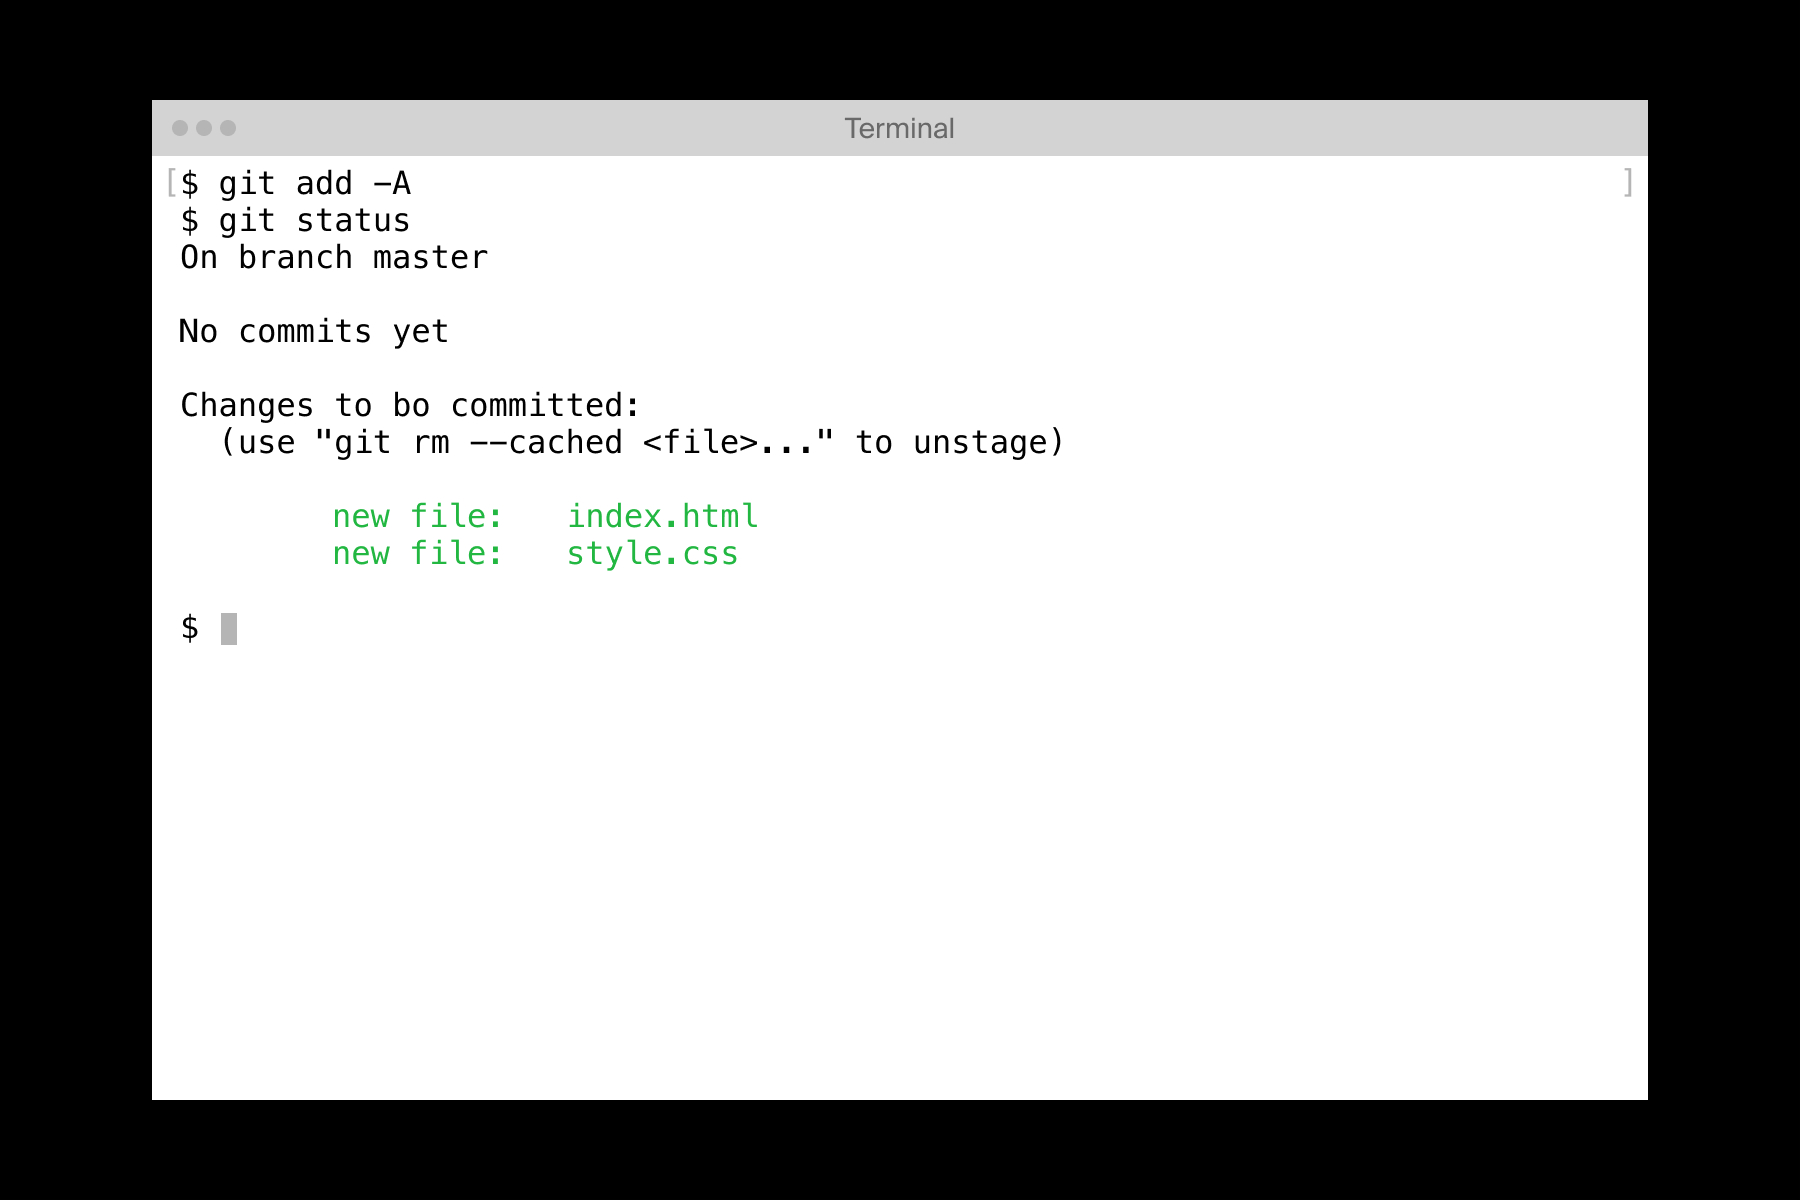 Terminal
[$ git add -A ]
$ git status
On branch master
No commits yet
Changes to bo committed:
(use "git rm --cached <file>..." to unstage)
new file: index.html
new file: style.css
$